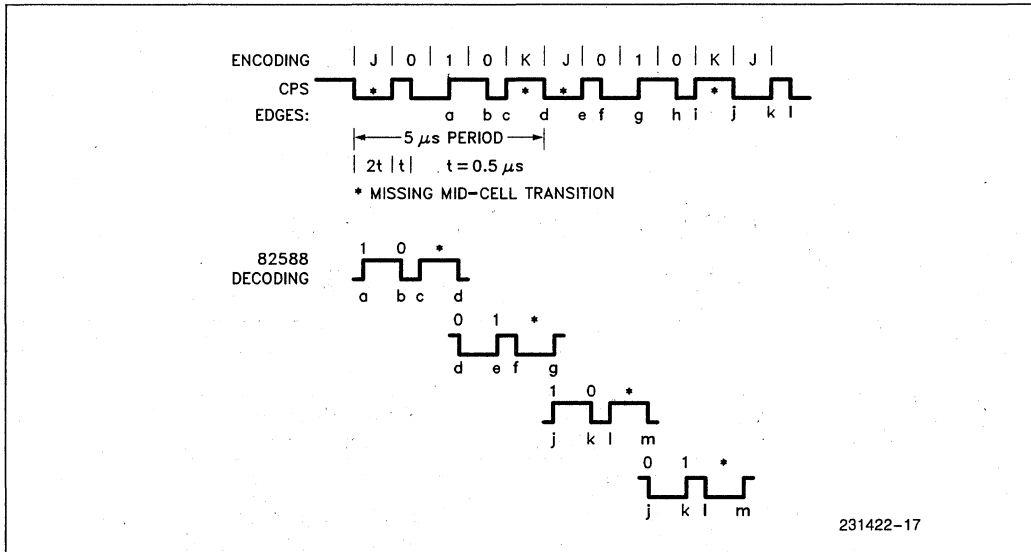 ENCODING | J | 0 | 1 | 0 | K | J | 0 | 1 | 0 | K | J |
CPS * * * *
EDGES: a b c d e f g h i j k l
5 μs PERIOD
| 2t | t | t = 0.5 μs
* MISSING MID-CELL TRANSITION
82588
DECODING
1 0 *
a b c d
0 1 *
d e f g
1 0 *
j k l m
0 1 *
j k l m
231422-17